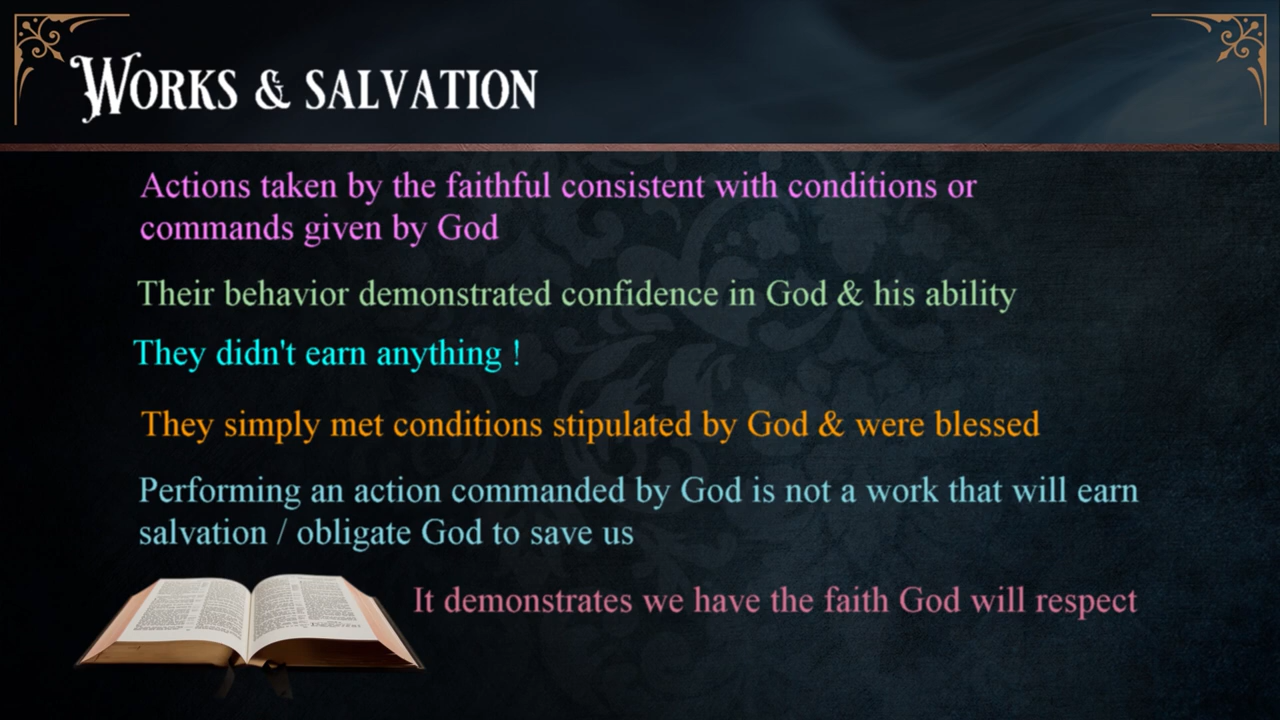 Works & Salvation
Actions taken by the faithful consistent with conditions or
commands given by God
Their behavior demonstrated confidence in God & his ability
They didn't earn anything !
They simply met conditions stipulated by God & were blessed
Performing an action commanded by God is not a work that will earn
salvation / obligate God to save us
It demonstrates we have the faith God will respect